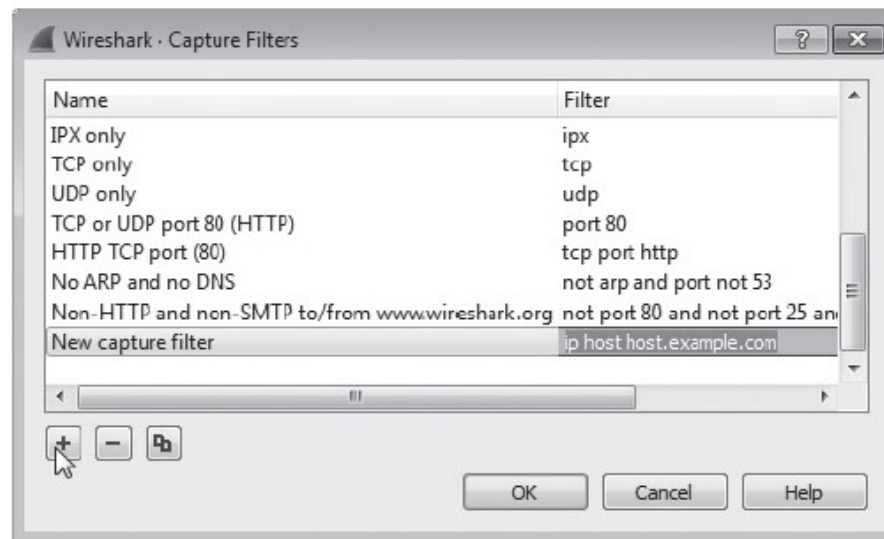 Wireshark · Capture Filters
Name Filter
IPX only ipx
TCP only tcp
UDP only udp
TCP or UDP port 80 (HTTP) port 80
HTTP TCP port (80) tcp port http
No ARP and no DNS not arp and port not 53
Non-HTTP and non-SMTP to/from www.wireshark.org not port 80 and not port 25 an
New capture filter ip host host.example.com
OK Cancel Help